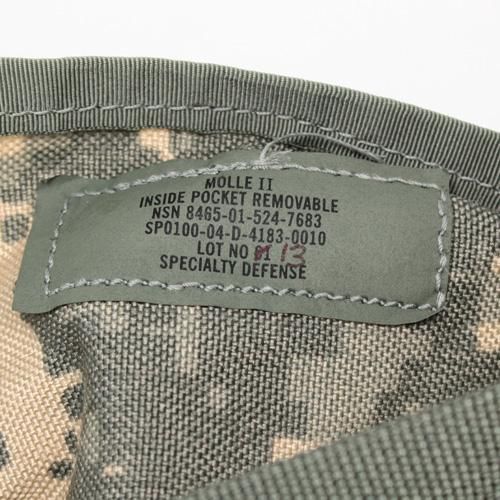 MOLLE II
INSIDE POCKET REMOVABLE
NSN 8465-01-524-7683
SP0100-04-D-4183-0010
LOT NO 13
SPECIALTY DEFENSE